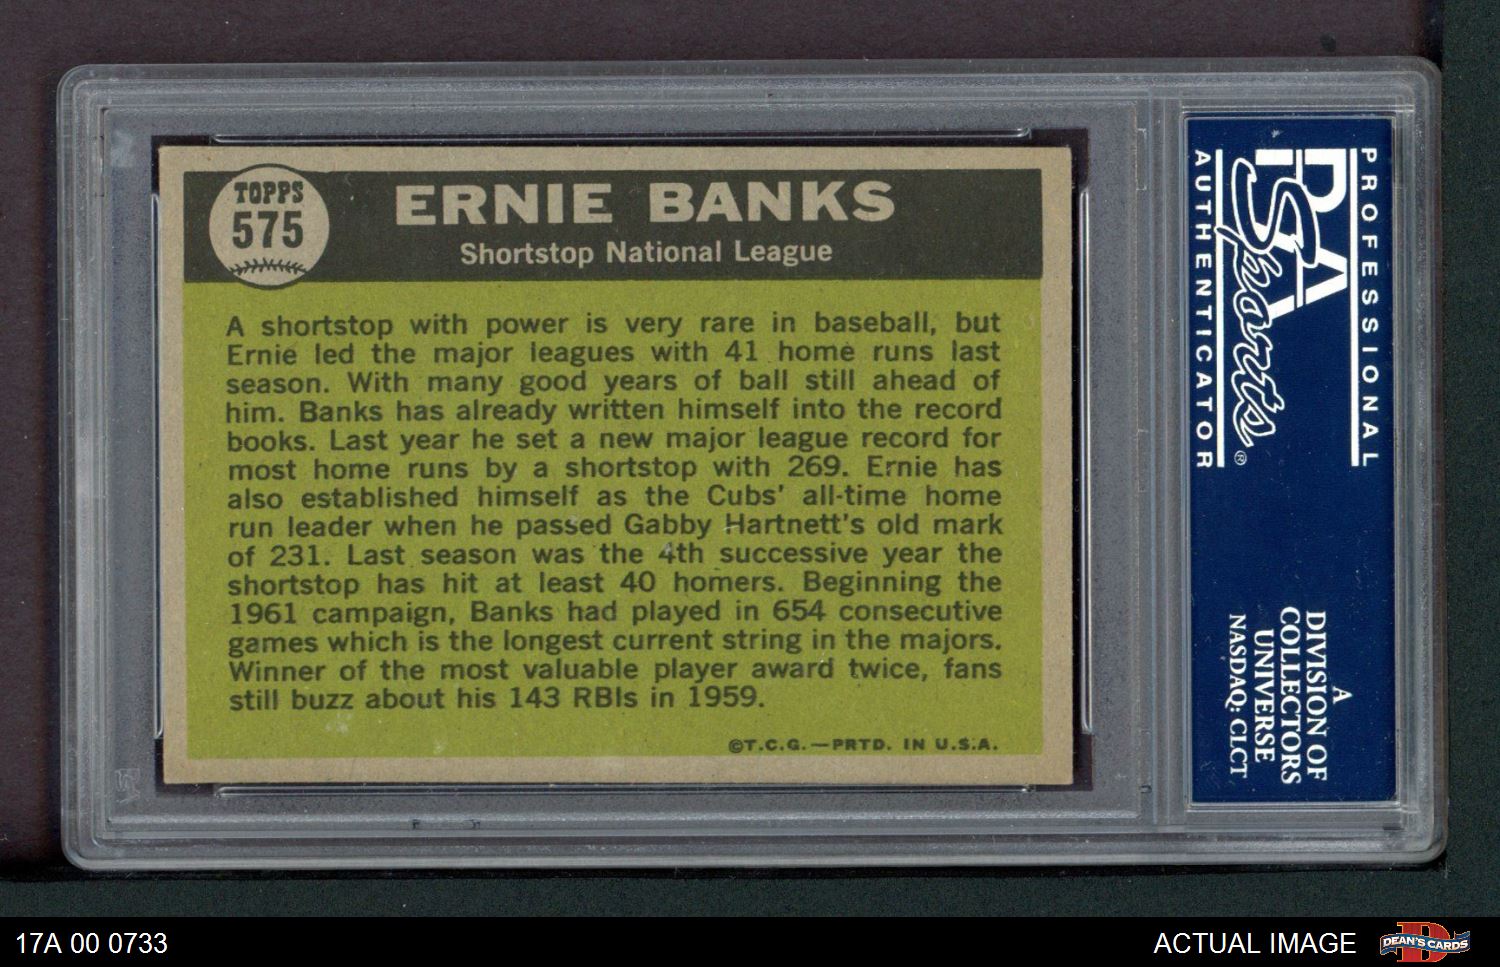 TOPPS
575
ERNIE BANKS
Shortstop National League
A shortstop with power is very rare in baseball, but
Ernie led the major leagues with 41 home runs last
season. With many good years of ball still ahead of
him. Banks has already written himself into the record
books. Last year he set a new major league record for
most home runs by a shortstop with 269. Ernie has
also established himself as the Cubs' all-time home
run leader when he passed Gabby Hartnett's old mark
of 231. Last season was the 4th successive year the
shortstop has hit at least 40 homers. Beginning the
1961 campaign, Banks had played in 654 consecutive
games which is the longest current string in the majors.
Winner of the most valuable player award twice, fans
still buzz about his 143 RBIs in 1959.
©T.C.G.—PRTD. IN U.S.A.
PROFESSIONAL
PSA
Sports®
AUTHENTICATOR
A
DIVISION OF
COLLECTORS
UNIVERSE
NASDAQ: CLCT
17A 00 0733
ACTUAL IMAGE
D
DEAN'S CARDS